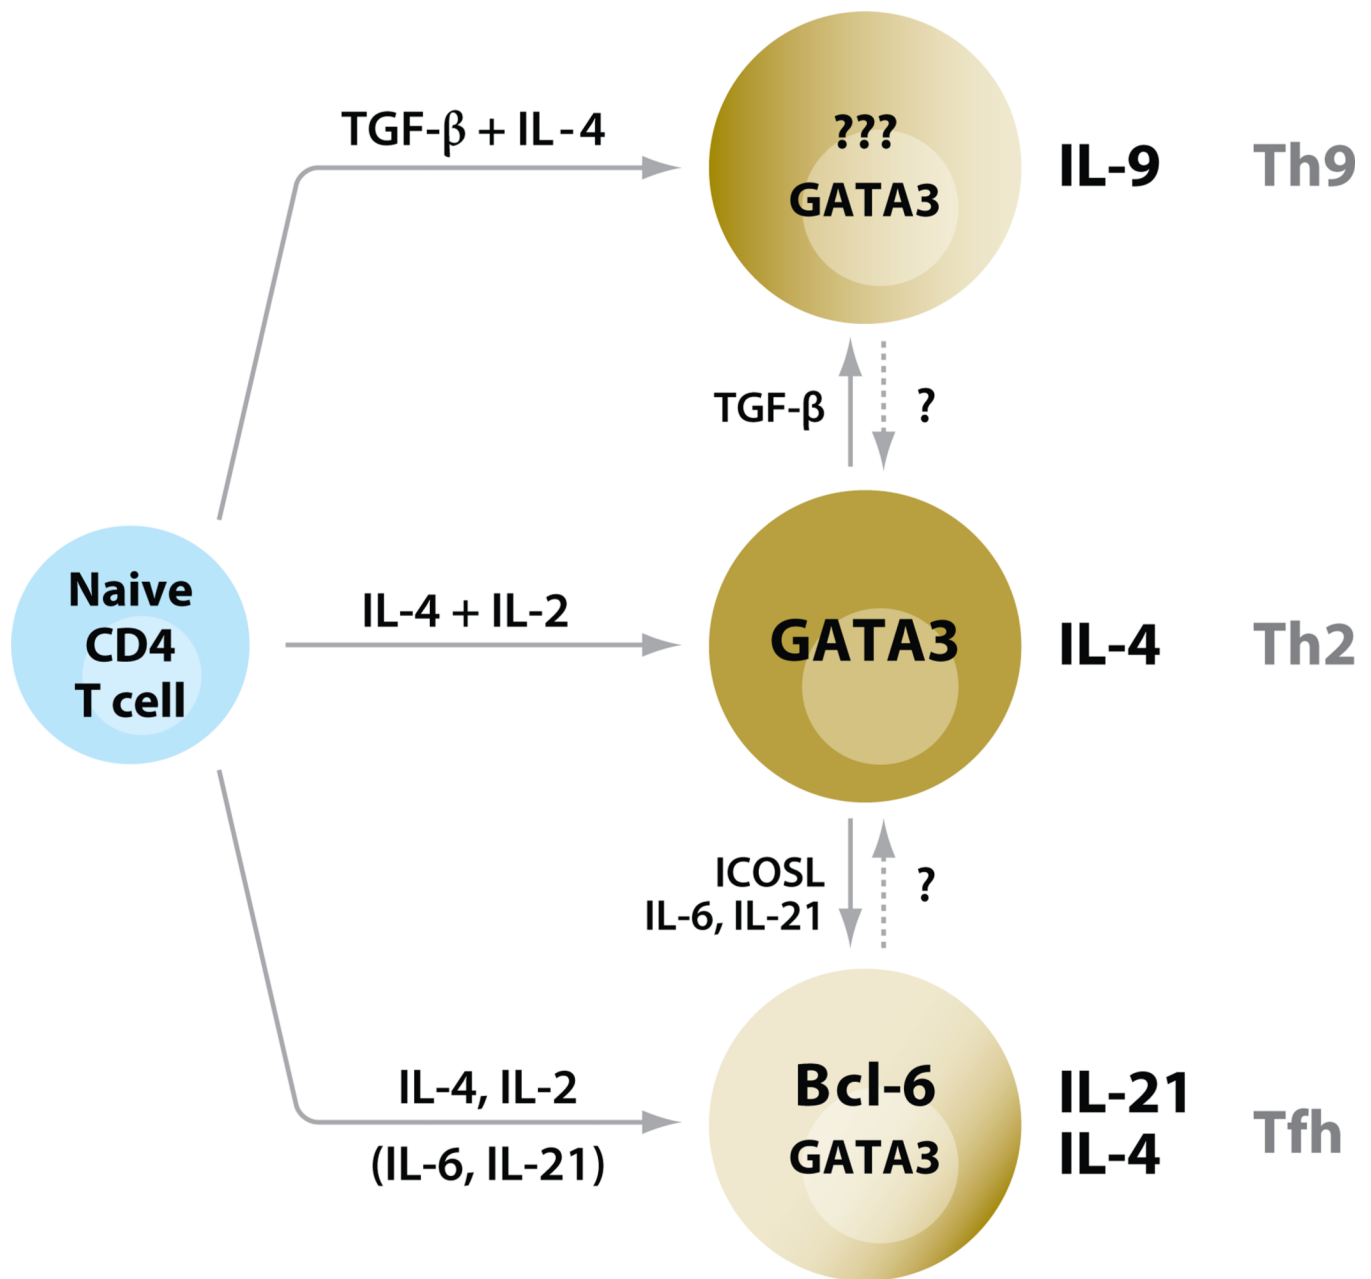 TGF-β + IL-4
???
GATA3
IL-9
Th9
TGF-β
?
Naive
CD4
T cell
IL-4 + IL-2
GATA3
IL-4
Th2
ICOSL
IL-6, IL-21
?
IL-4, IL-2
(IL-6, IL-21)
Bcl-6
GATA3
IL-21
IL-4
Tfh